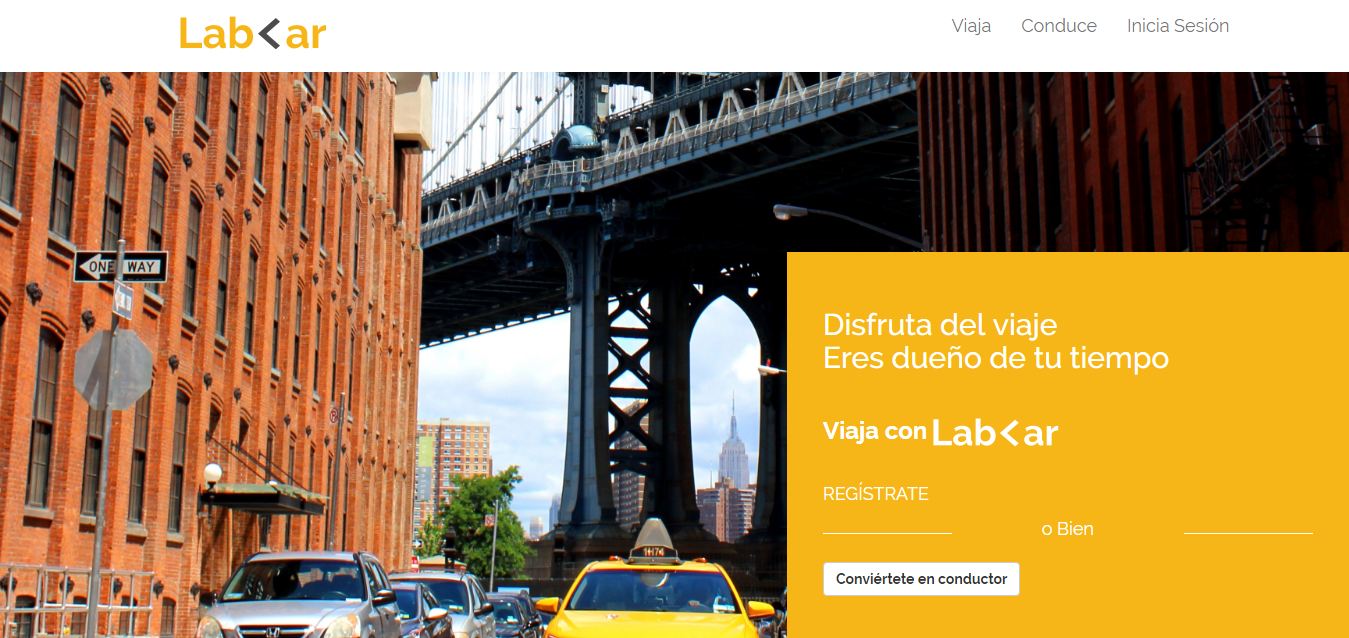 Lab<ar
Viaja Conduce Inicia Sesión
ONE WAY
Disfruta del viaje
Eres dueño de tu tiempo
Viaja con Lab<ar
REGÍSTRATE
o Bien
Conviértete en conductor